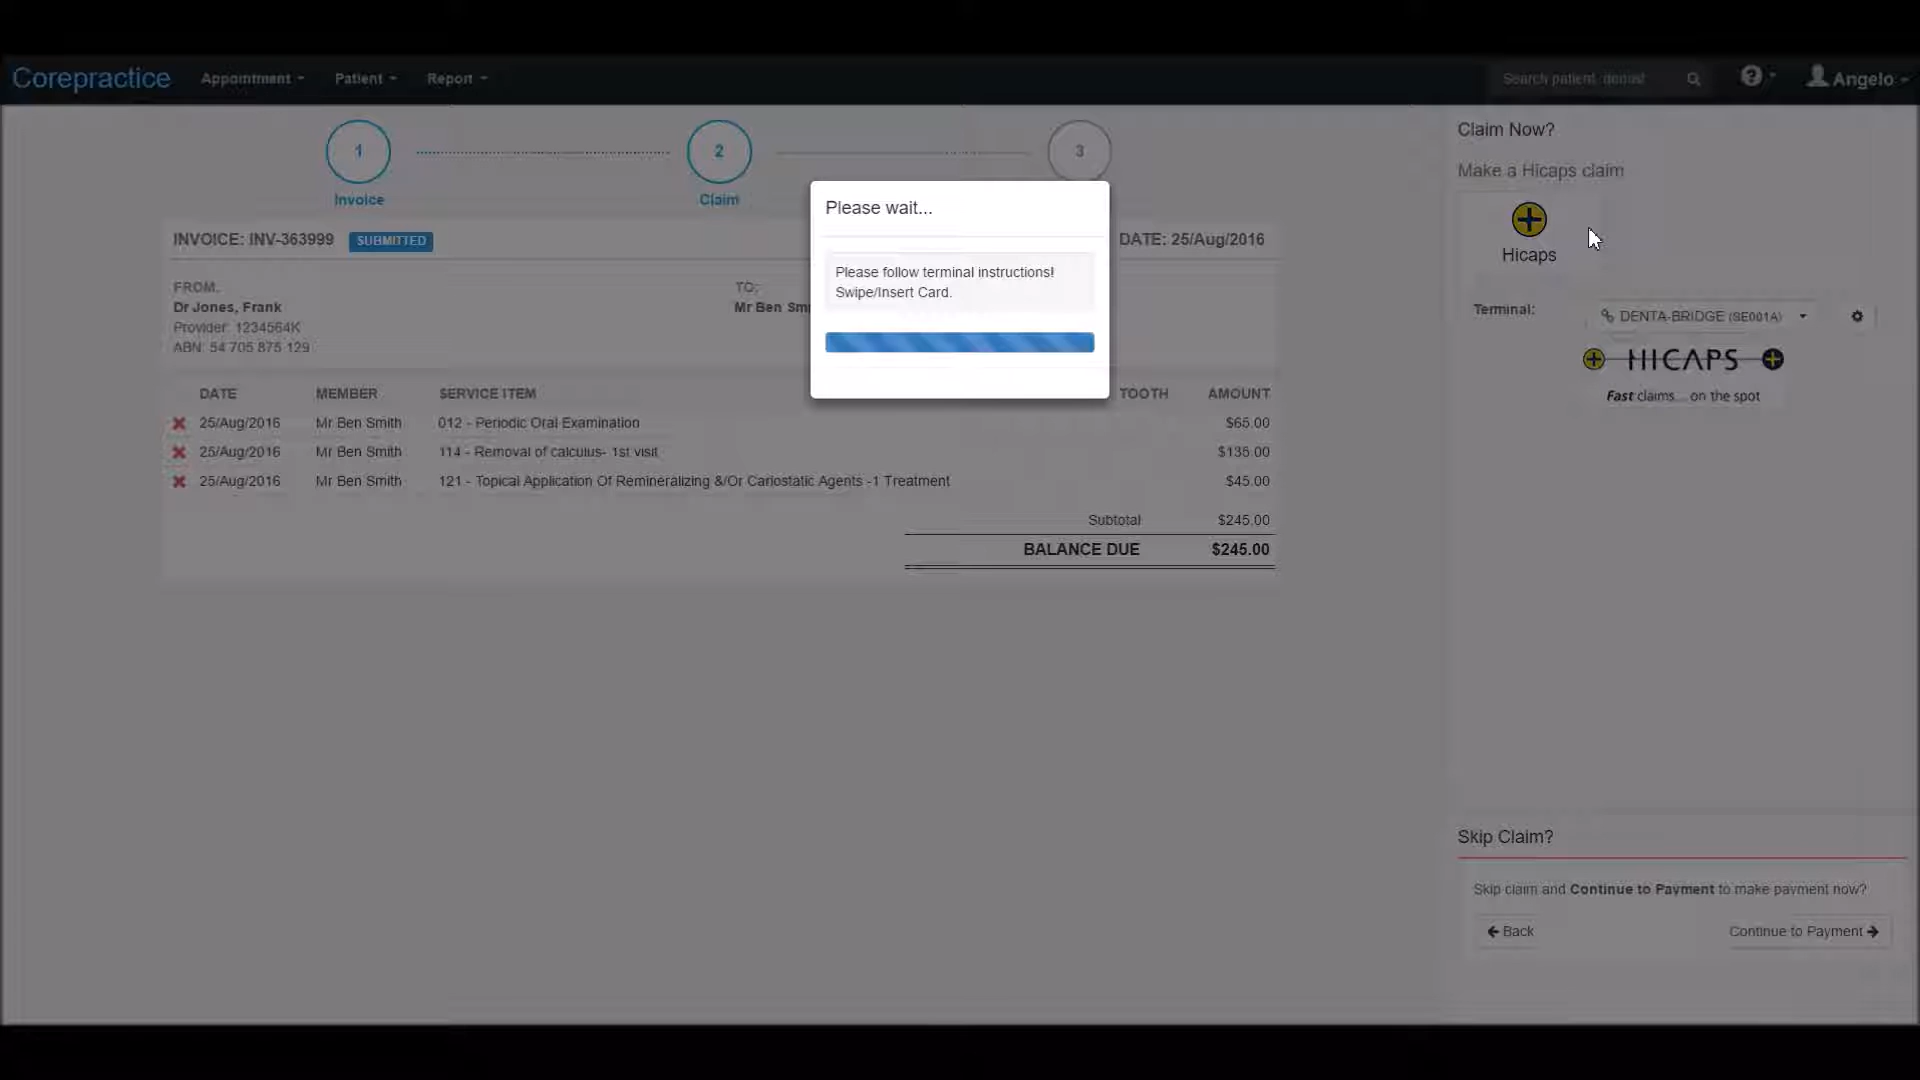 Corepractice Appointment Patient Report Search patient, Angelo
1 2 3
Invoice Claim
INVOICE: INV-363999 SUBMITTED DATE: 25/Aug/2016
FROM: TO:
Dr Jones, Frank Mr Ben
Provider: 1234564K
ABN: 54 705 875 129
DATE MEMBER SERVICE ITEM TOOTH AMOUNT
25/Aug/2016 Mr Ben Smith 012 - Periodic Oral Examination $65.00
25/Aug/2016 Mr Ben Smith 114 - Removal of calculus- 1st visit $135.00
25/Aug/2016 Mr Ben Smith 121 - Topical Application Of Remineralizing &/Or Cariostatic Agents -1 Treatment $45.00
Subtotal $245.00
BALANCE DUE $245.00
Please wait...
Please follow terminal instructions!
Swipe/Insert Card.
Claim Now?
Make a Hicaps claim
Hicaps
Terminal: DENTA-BRIDGE (SE001A)
HICAPS
Fast claims... on the spot
Skip Claim?
Skip claim and Continue to Payment to make payment now?
Back Continue to Payment